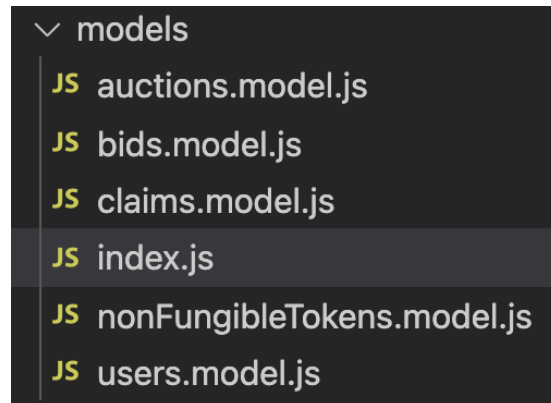 models
JS auctions.model.js
JS bids.model.js
JS claims.model.js
JS index.js
JS nonFungibleTokens.model.js
JS users.model.js